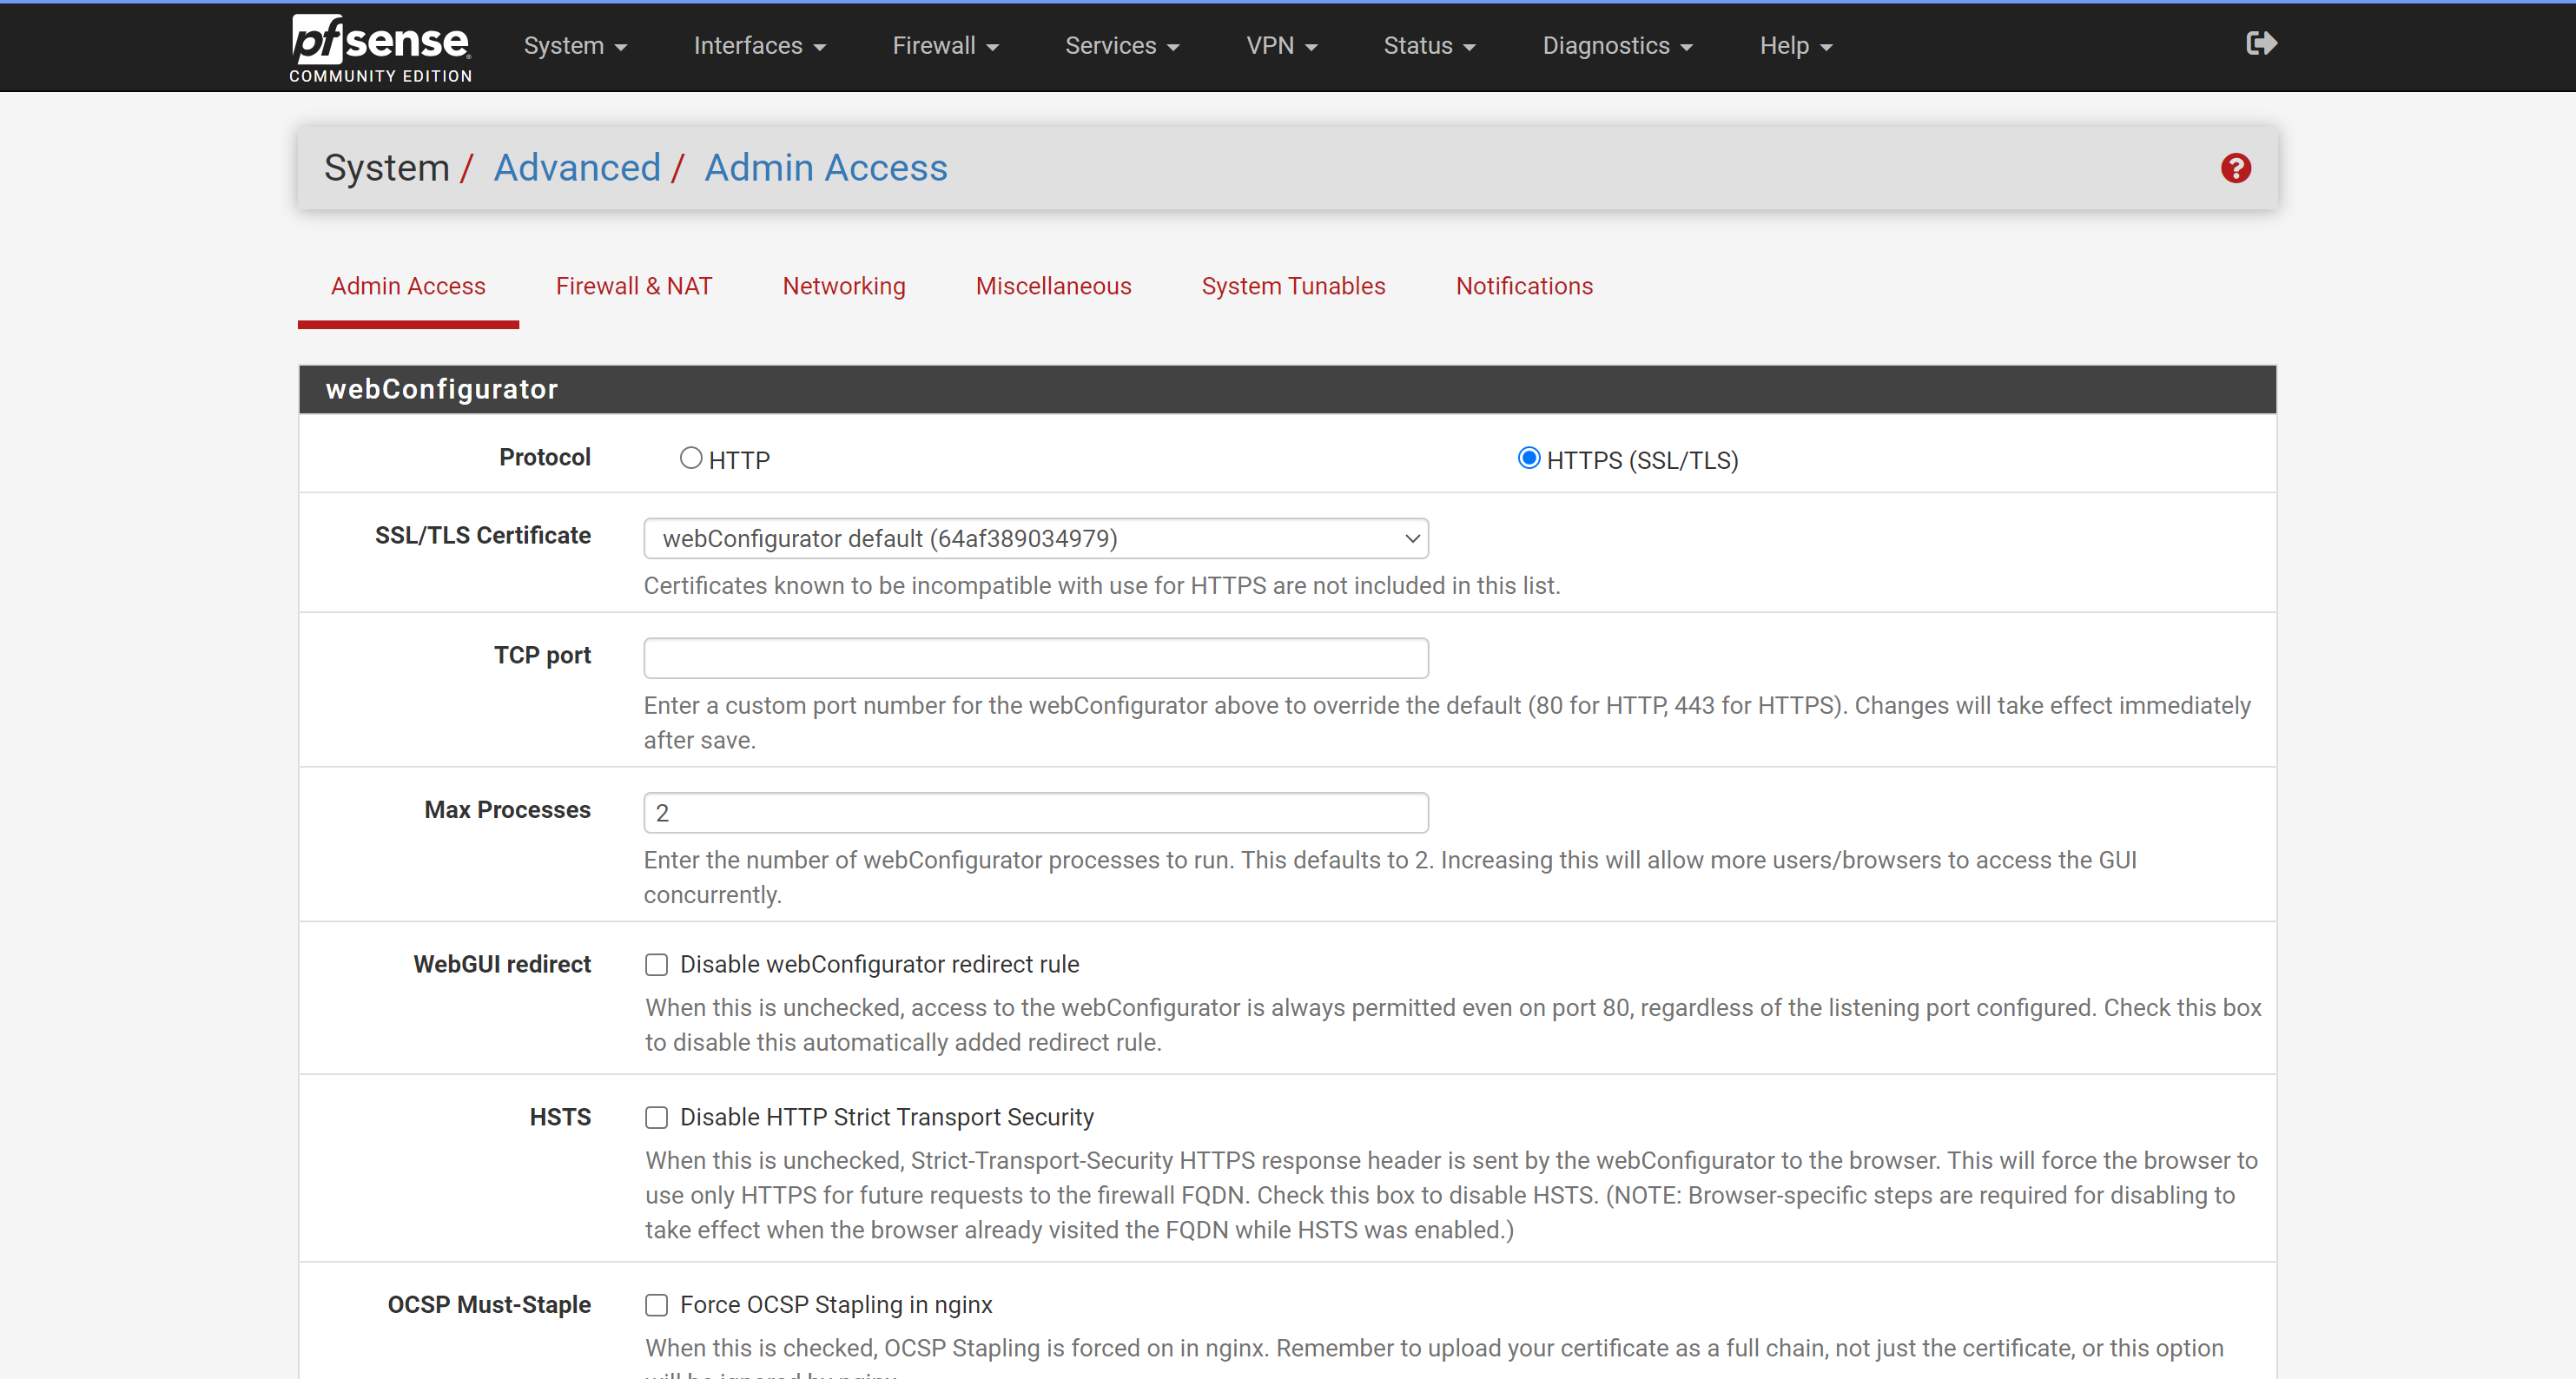 pfsense
COMMUNITY EDITION
System
Interfaces
Firewall
Services
VPN
Status
Diagnostics
Help
System / Advanced / Admin Access
Admin Access
Firewall & NAT
Networking
Miscellaneous
System Tunables
Notifications
webConfigurator
Protocol
HTTP
HTTPS (SSL/TLS)
SSL/TLS Certificate
webConfigurator default (64af389034979)
Certificates known to be incompatible with use for HTTPS are not included in this list.
TCP port
Enter a custom port number for the webConfigurator above to override the default (80 for HTTP, 443 for HTTPS). Changes will take effect immediately
after save.
Max Processes
2
Enter the number of webConfigurator processes to run. This defaults to 2. Increasing this will allow more users/browsers to access the GUI
concurrently.
WebGUI redirect
Disable webConfigurator redirect rule
When this is unchecked, access to the webConfigurator is always permitted even on port 80, regardless of the listening port configured. Check this box
to disable this automatically added redirect rule.
HSTS
Disable HTTP Strict Transport Security
When this is unchecked, Strict-Transport-Security HTTPS response header is sent by the webConfigurator to the browser. This will force the browser to
use only HTTPS for future requests to the firewall FQDN. Check this box to disable HSTS. (NOTE: Browser-specific steps are required for disabling to
take effect when the browser already visited the FQDN while HSTS was enabled.)
OCSP Must-Staple
Force OCSP Stapling in nginx
When this is checked, OCSP Stapling is forced on in nginx. Remember to upload your certificate as a full chain, not just the certificate, or this option